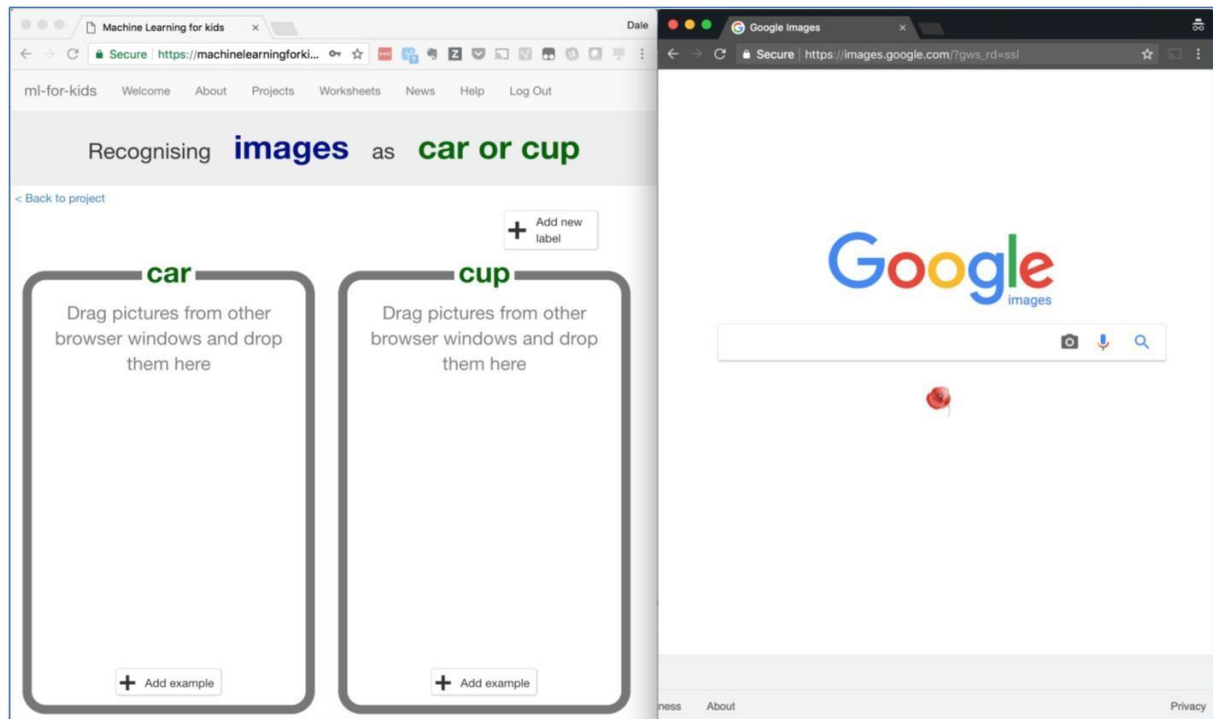 Machine Learning for kids
Dale
Secure https://machinelearningforki...
ml-for-kids Welcome About Projects Worksheets News Help Log Out
Recognising images as car or cup
< Back to project
Add new
label
car
Drag pictures from other
browser windows and drop
them here
Add example
cup
Drag pictures from other
browser windows and drop
them here
Add example
Google Images
Secure https://images.google.com/?gws_rd=ssl
Google
images
ness About Privacy